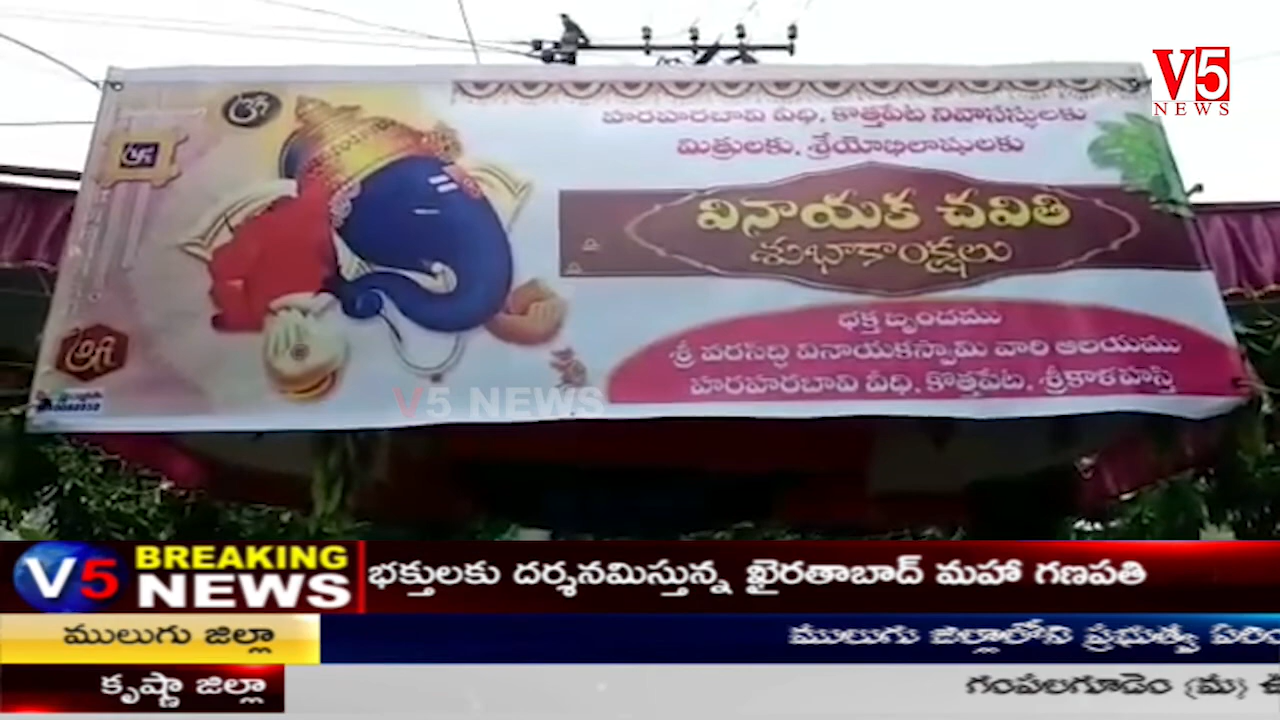 V5
NEWS
హరహరబావి వీధి, కొత్తపేట నివాసస్థులకు
మిత్రులకు, శ్రేయోభిలాషులకు
వినాయక చవితి
శుభాకాంక్షలు
భక్త బృందము
శ్రీ వరసిద్ధి వినాయకస్వామి వారి ఆలయము
హరహరబావి వీధి, కొత్తపేట, శ్రీకాళహస్తి
V5 NEWS
V5 BREAKING NEWS
భక్తులకు దర్శనమిస్తున్న ఖైరతాబాద్ మహా గణపతి
ములుగు జిల్లా
ములుగు జిల్లాలోని ప్రభుత్వ ఏరి
కృష్ణా జిల్లా
గంపలగూడెం (మ)